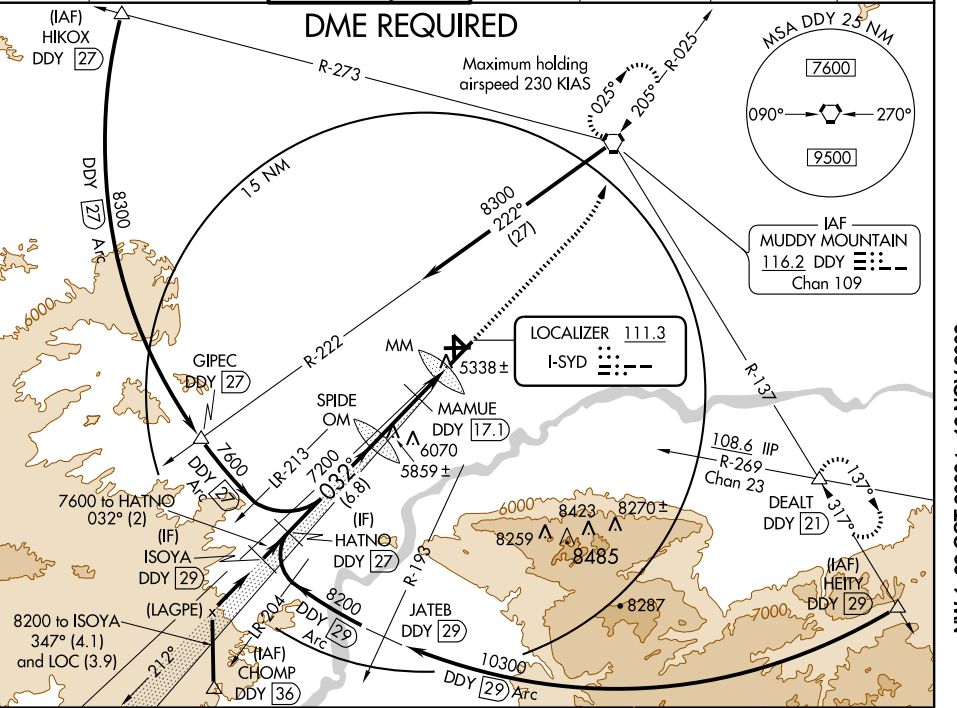 DME REQUIRED
(IAF)
HIKOX
DDY 27
R-273
Maximum holding
airspeed 230 KIAS
025°
205°
R-025
MSA DDY 25 NM
7600
090°
270°
9500
15 NM
DDY 27 Arc
8300
8300
222°
(27)
IAF
MUDDY MOUNTAIN
116.2 DDY
Chan 109
6000
R-222
MM
LOCALIZER 111.3
I-SYD
5338±
GIPEC
DDY 27
R-137
SPIDE
OM
MAMUE
DDY 17.1
6070
5859±
108.6 IIP
R-269
Chan 23
7600
DDY 27
Arc
LR-213
7200
032°
(6.8)
137°
317°
DEALT
DDY 21
7600 to HATNO
032° (2)
(IF)
HATNO
DDY 27
(IF)
ISOYA
DDY 29
R-193
6000
8423
8270±
8259
8485
(IAF)
HEITY
DDY 29
8287
7000
(LAGPE)
8200 to ISOYA
347° (4.1)
and LOC (3.9)
LR-204
8200
DDY 29
Arc
JATEB
DDY 29
212°
(IAF)
CHOMP
DDY 36
10300
DDY 29 Arc